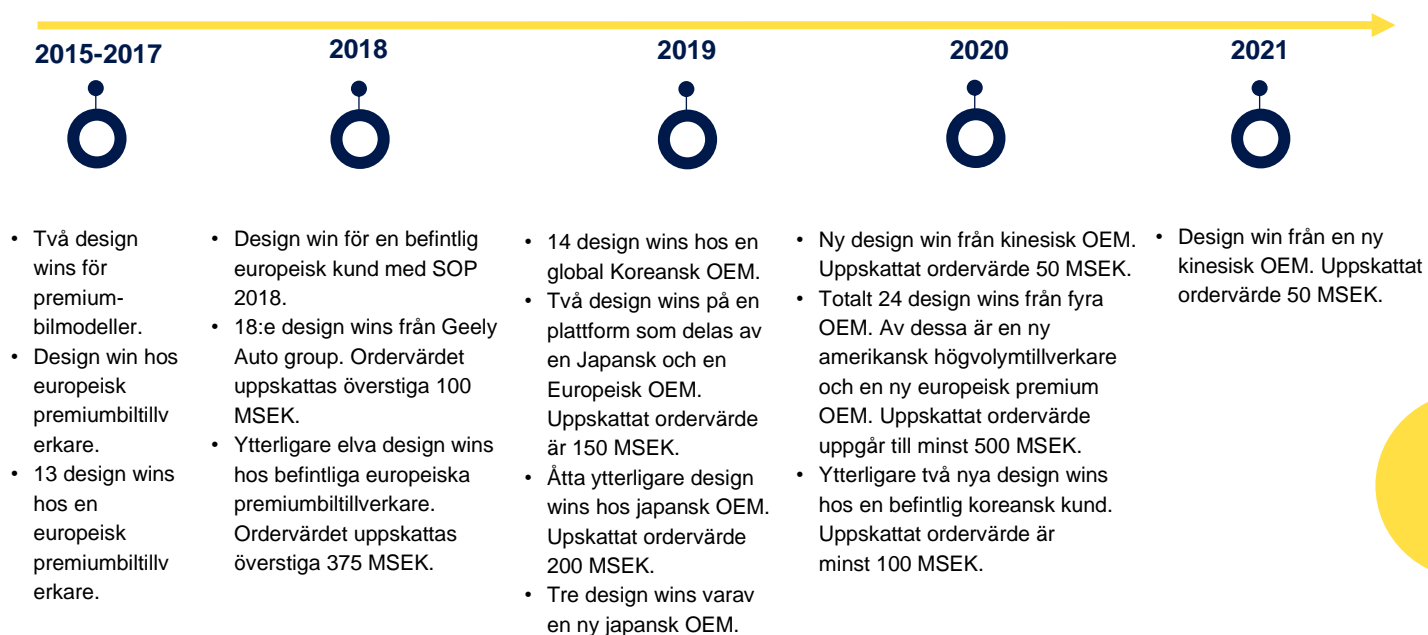 2015-2017
2018
2019
2020
2021
• Två design
wins för
premium-
bilmodeller.
• Design win hos
europeisk
premiumbiltillv
erkare.
• 13 design wins
hos en
europeisk
premiumbiltillv
erkare.
• Design win för en befintlig
europeisk kund med SOP
2018.
• 18:e design wins från Geely
Auto group. Ordervärdet
uppskattas överstiga 100
MSEK.
• Ytterligare elva design wins
hos befintliga europeiska
premiumbiltillverkare.
Ordervärdet uppskattas
överstiga 375 MSEK.
• 14 design wins hos en
global Koreansk OEM.
• Två design wins på en
plattform som delas av
en Japansk och en
Europeisk OEM.
Uppskattat ordervärde
är 150 MSEK.
• Åtta ytterligare design
wins hos japansk OEM.
Upskattat ordervärde
200 MSEK.
• Tre design wins varav
en ny japansk OEM.
• Ny design win från kinesisk OEM.
Uppskattat ordervärde 50 MSEK.
• Totalt 24 design wins från fyra
OEM. Av dessa är en ny
amerikansk högvolymtillverkare
och en ny europeisk premium
OEM. Uppskattat ordervärde
uppgår till minst 500 MSEK.
• Ytterligare två nya design wins
hos en befintlig koreansk kund.
Uppskattat ordervärde är
minst 100 MSEK.
• Design win från en ny
kinesisk OEM. Uppskattat
ordervärde 50 MSEK.